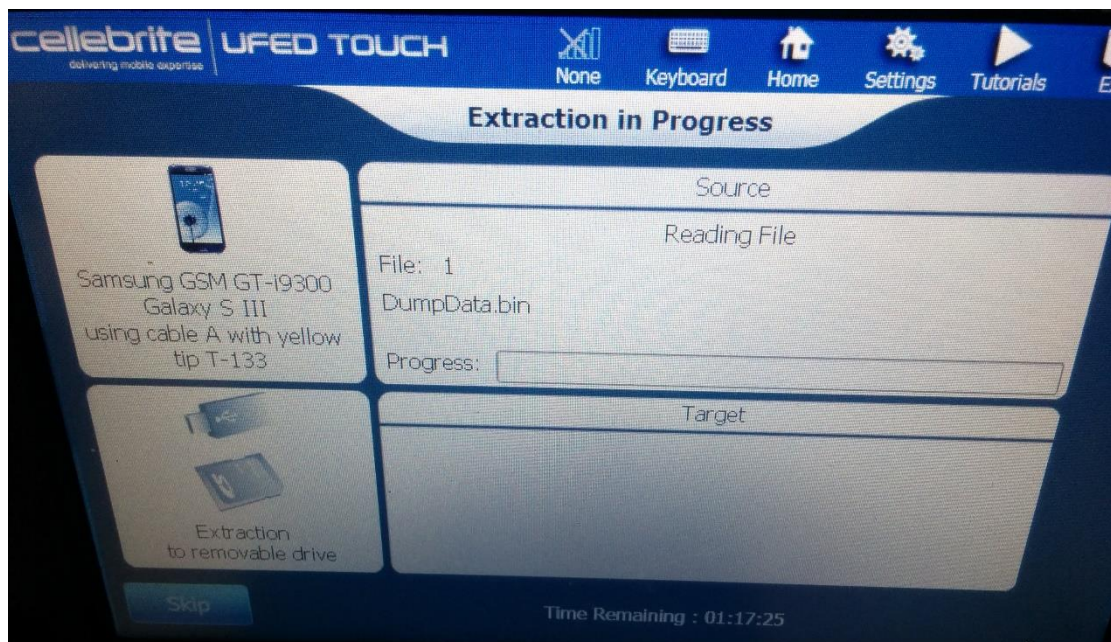 cellebrite UFED TOUCH
delivering mobile expertise
None Keyboard Home Settings Tutorials
Extraction in Progress
Samsung GSM GT-i9300
Galaxy S III
using cable A with yellow
tip T-133
Source
Reading File
File: 1
DumpData.bin
Progress:
Extraction
to removable drive
Target
Skip
Time Remaining : 01:17:25